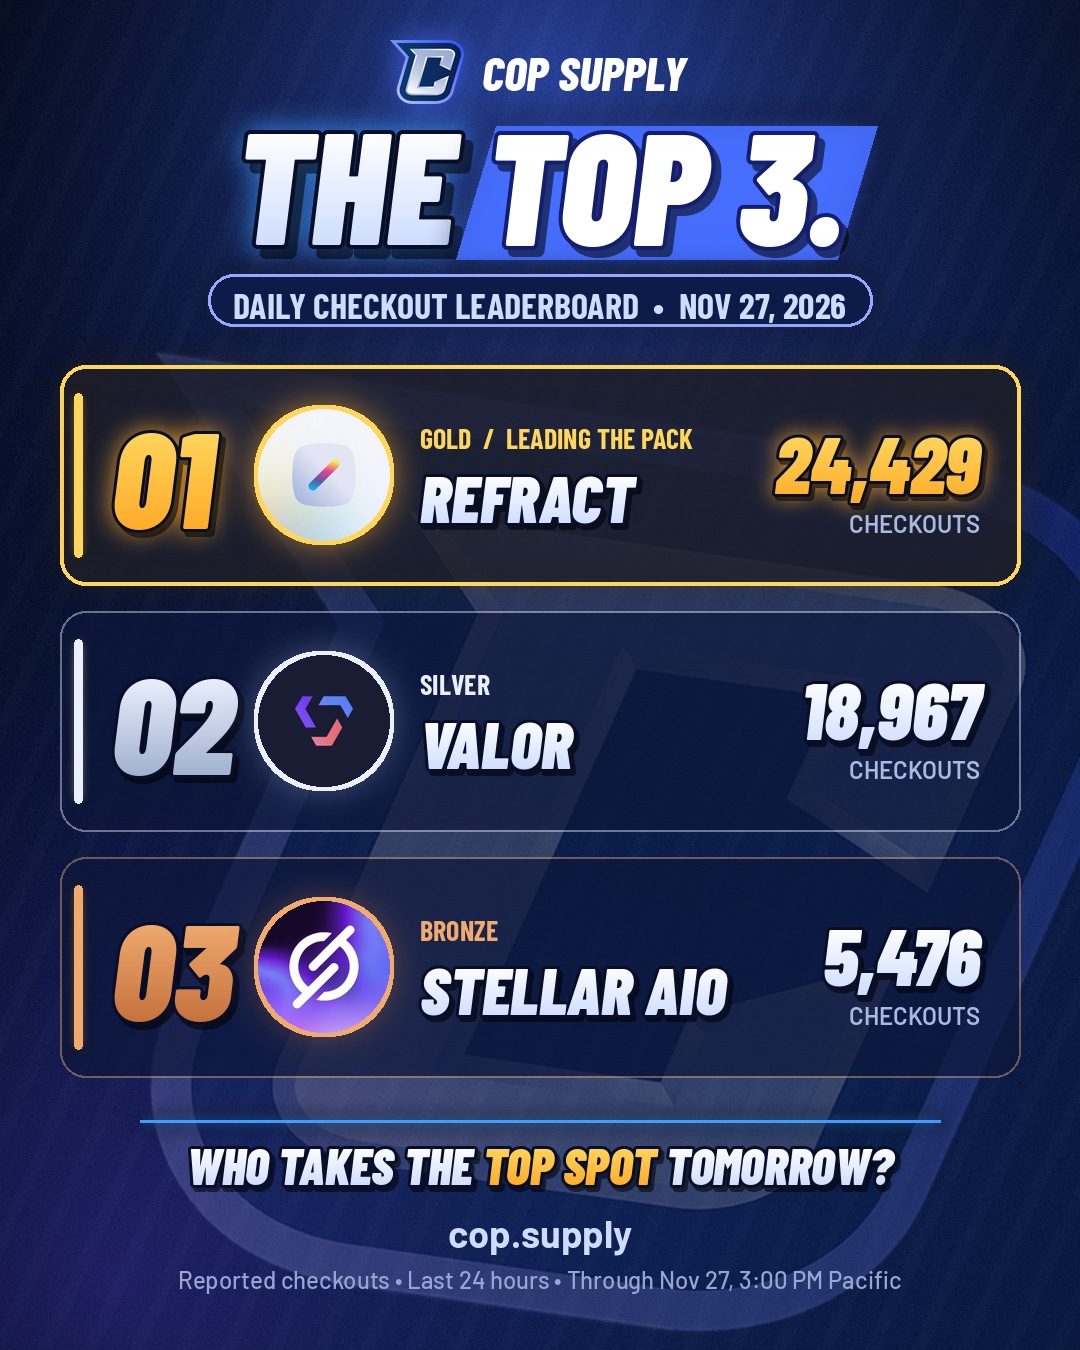 COP SUPPLY
THE TOP 3.
DAILY CHECKOUT LEADERBOARD • NOV 27, 2026
01
GOLD / LEADING THE PACK
REFRACT
24,429
CHECKOUTS
02
SILVER
VALOR
18,967
CHECKOUTS
03
BRONZE
STELLAR AIO
5,476
CHECKOUTS
WHO TAKES THE TOP SPOT TOMORROW?
cop.supply
Reported checkouts • Last 24 hours • Through Nov 27, 3:00 PM Pacific